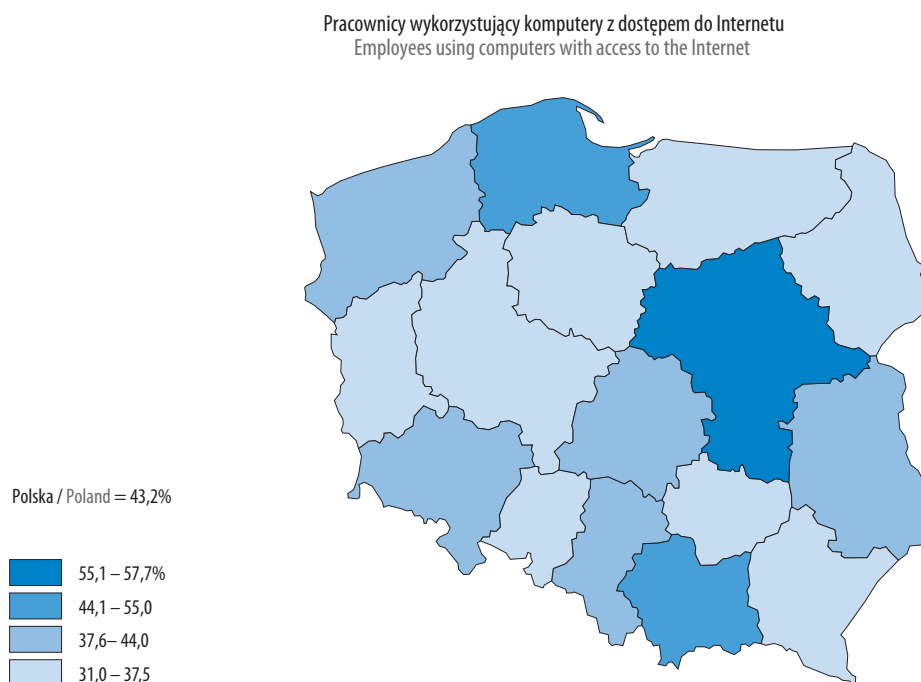 Pracownicy wykorzystujący komputery z dostępem do Internetu
Employees using computers with access to the Internet
Polska / Poland = 43,2%
55,1 – 57,7%
44,1 – 55,0
37,6– 44,0
31,0 – 37,5